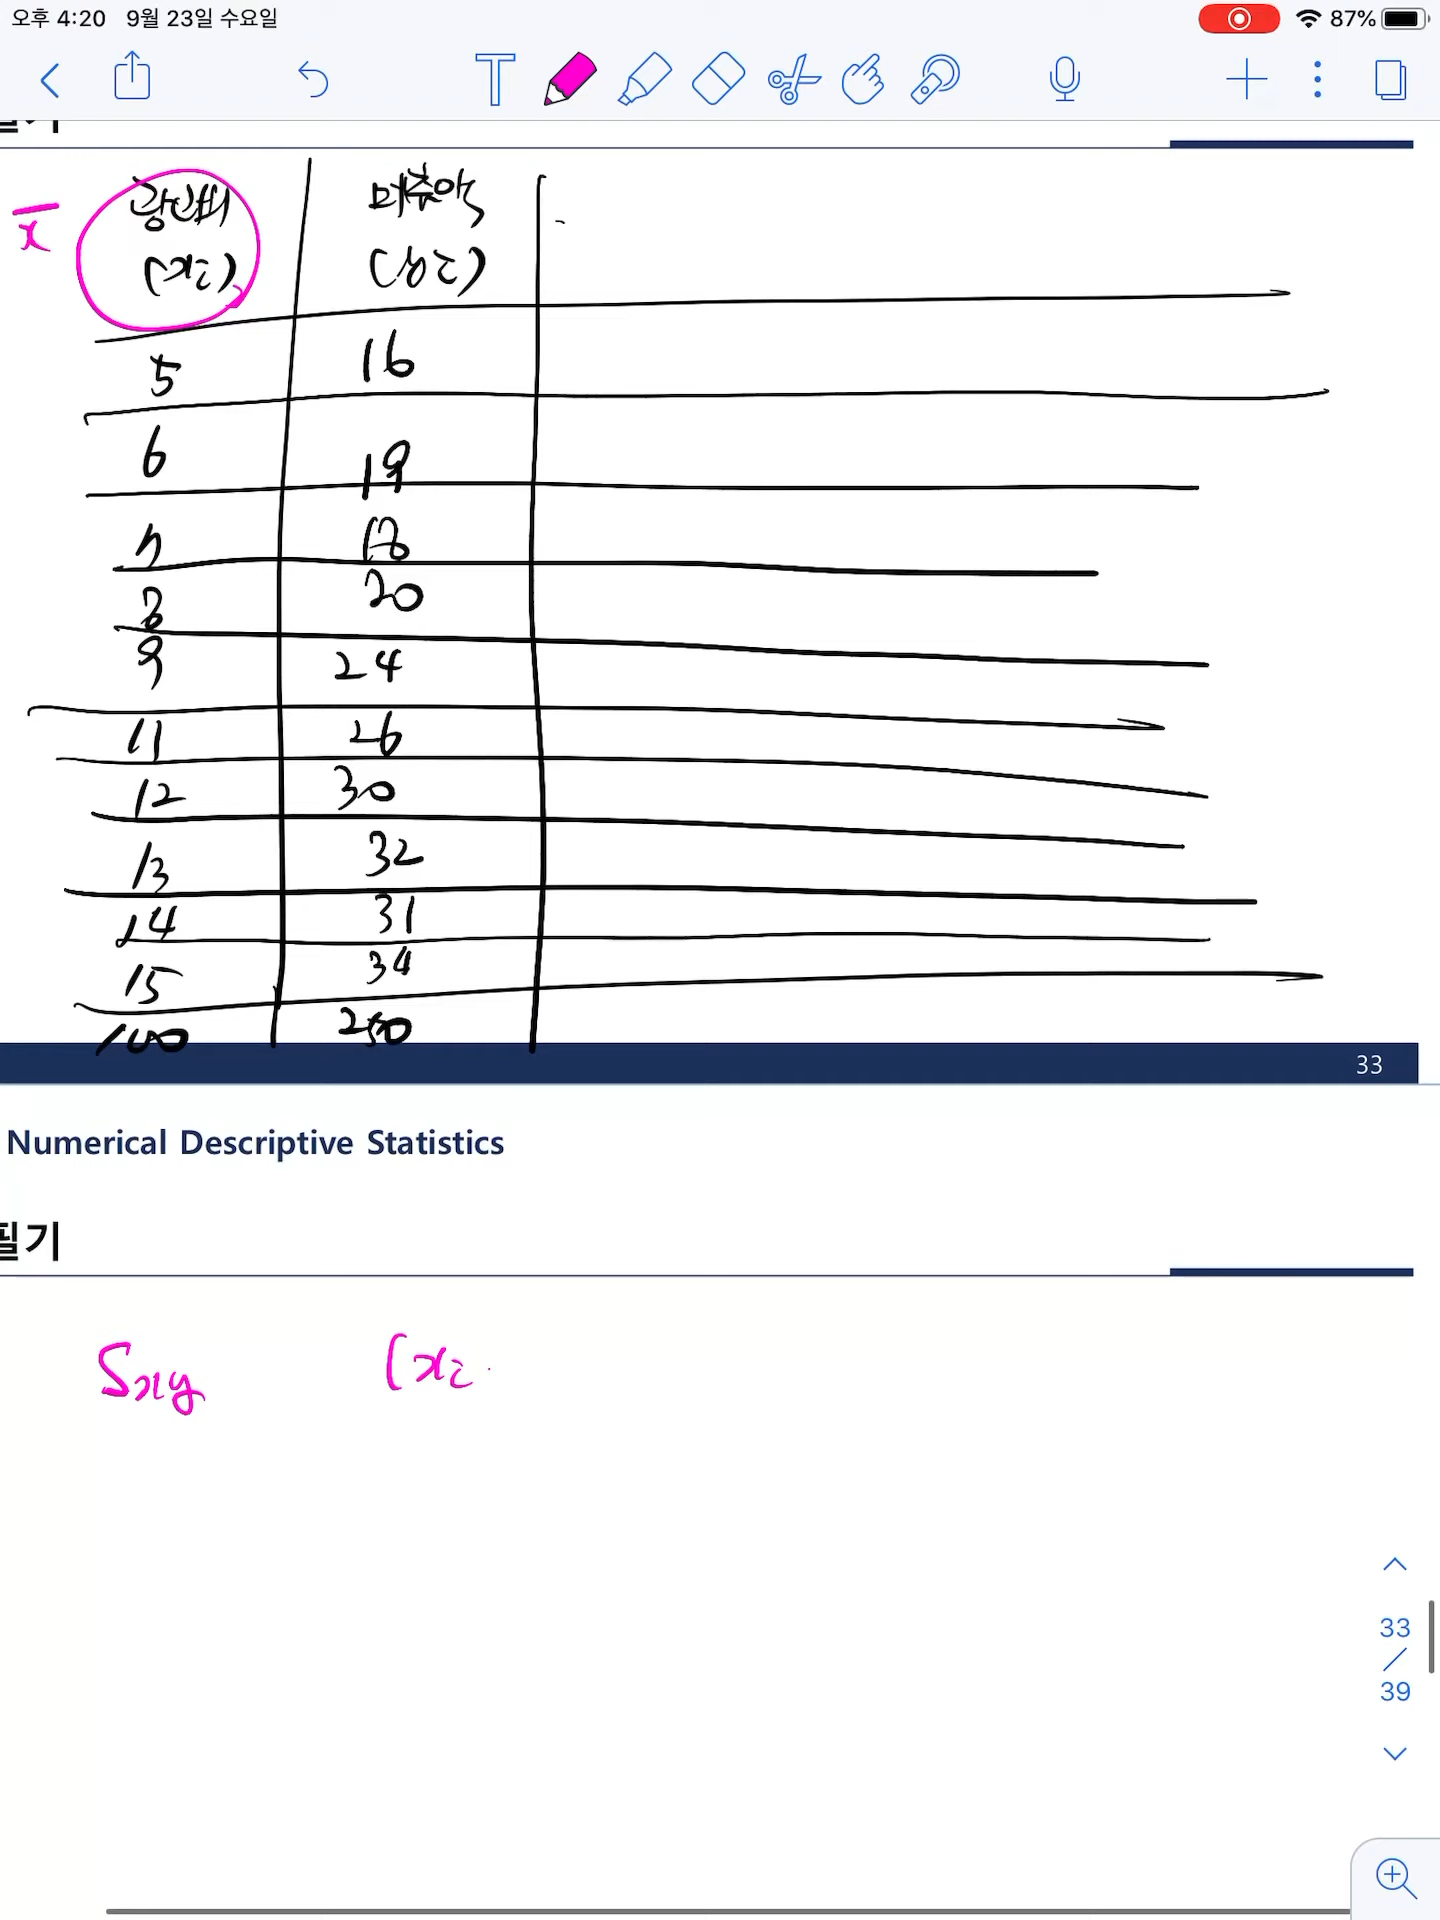 오후 4:20 9월 23일 수요일 87%
x̄ 광고비 매출액
(xi) (yi)
5 16
6 19
7 18
8 20
9 24
11 26
12 30
13 32
14 31
15 34
100 250
33
Numerical Descriptive Statistics
필기
Sxy (xi
33
/
39